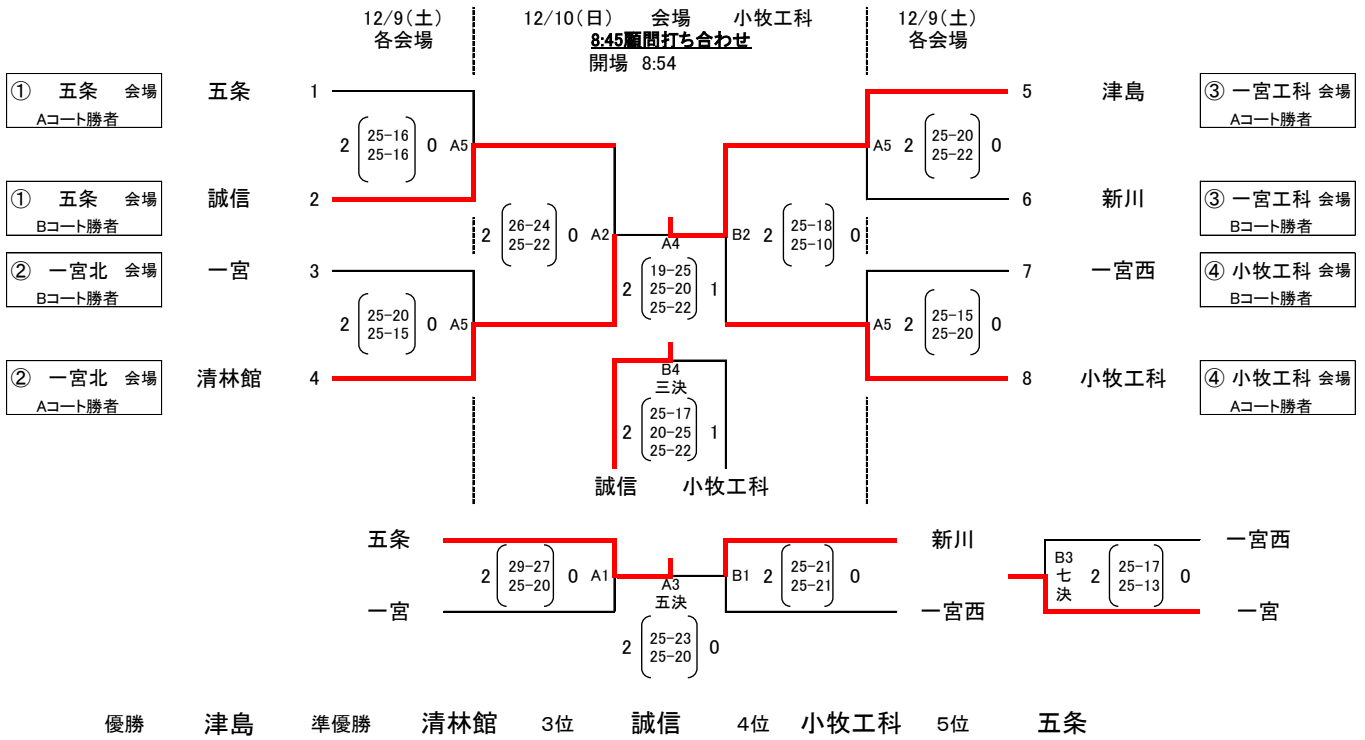 12/9(土) 12/10(日) 会場 小牧工科 12/9(土)
各会場 8:45顧問打ち合わせ 各会場
開場 8:54
① 五条 会場 五条 1 5 津島 ③ 一宮工科 会場
Aコート勝者 Aコート勝者
2 25-16 0 A5 A5 2 25-20 0
25-16 25-22
① 五条 会場 誠信 2 6 新川 ③ 一宮工科 会場
Bコート勝者 Bコート勝者
2 26-24 0 A2 A4 B2 2 25-18 0
25-22 25-10
② 一宮北 会場 一宮 3 7 一宮西 ④ 小牧工科 会場
Bコート勝者 Bコート勝者
19-25
2 25-20 1
25-22
2 25-20 0 A5 A5 2 25-15 0
25-15 25-20
② 一宮北 会場 清林館 4 8 小牧工科 ④ 小牧工科 会場
Aコート勝者 Aコート勝者
B4
三決
25-17
2 20-25 1
25-22
誠信 小牧工科
五条 新川 一宮西
2 29-27 0 A1 A3 B1 2 25-21 0
25-20 25-21
五決
B3
七
決
2 25-17 0
25-13
一宮 一宮西 一宮
2 25-23 0
25-20
優勝 津島 準優勝 清林館 3位 誠信 4位 小牧工科 5位 五条